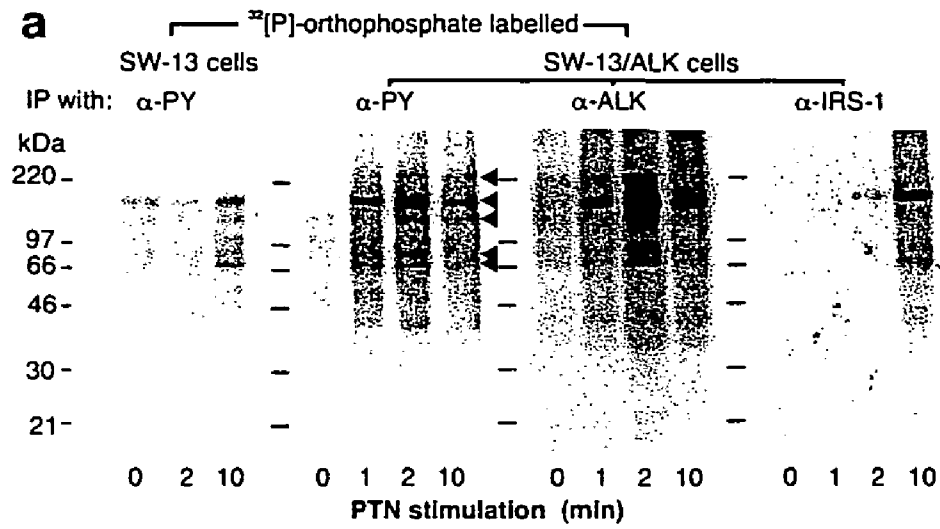 a
³²[P]-orthophosphate labelled
SW-13 cells
SW-13/ALK cells
IP with: α-PY α-PY α-ALK α-IRS-1
kDa
220
97
66
46
30
21
0 2 10 0 1 2 10 0 1 2 10 0 1 2 10
PTN stimulation (min)